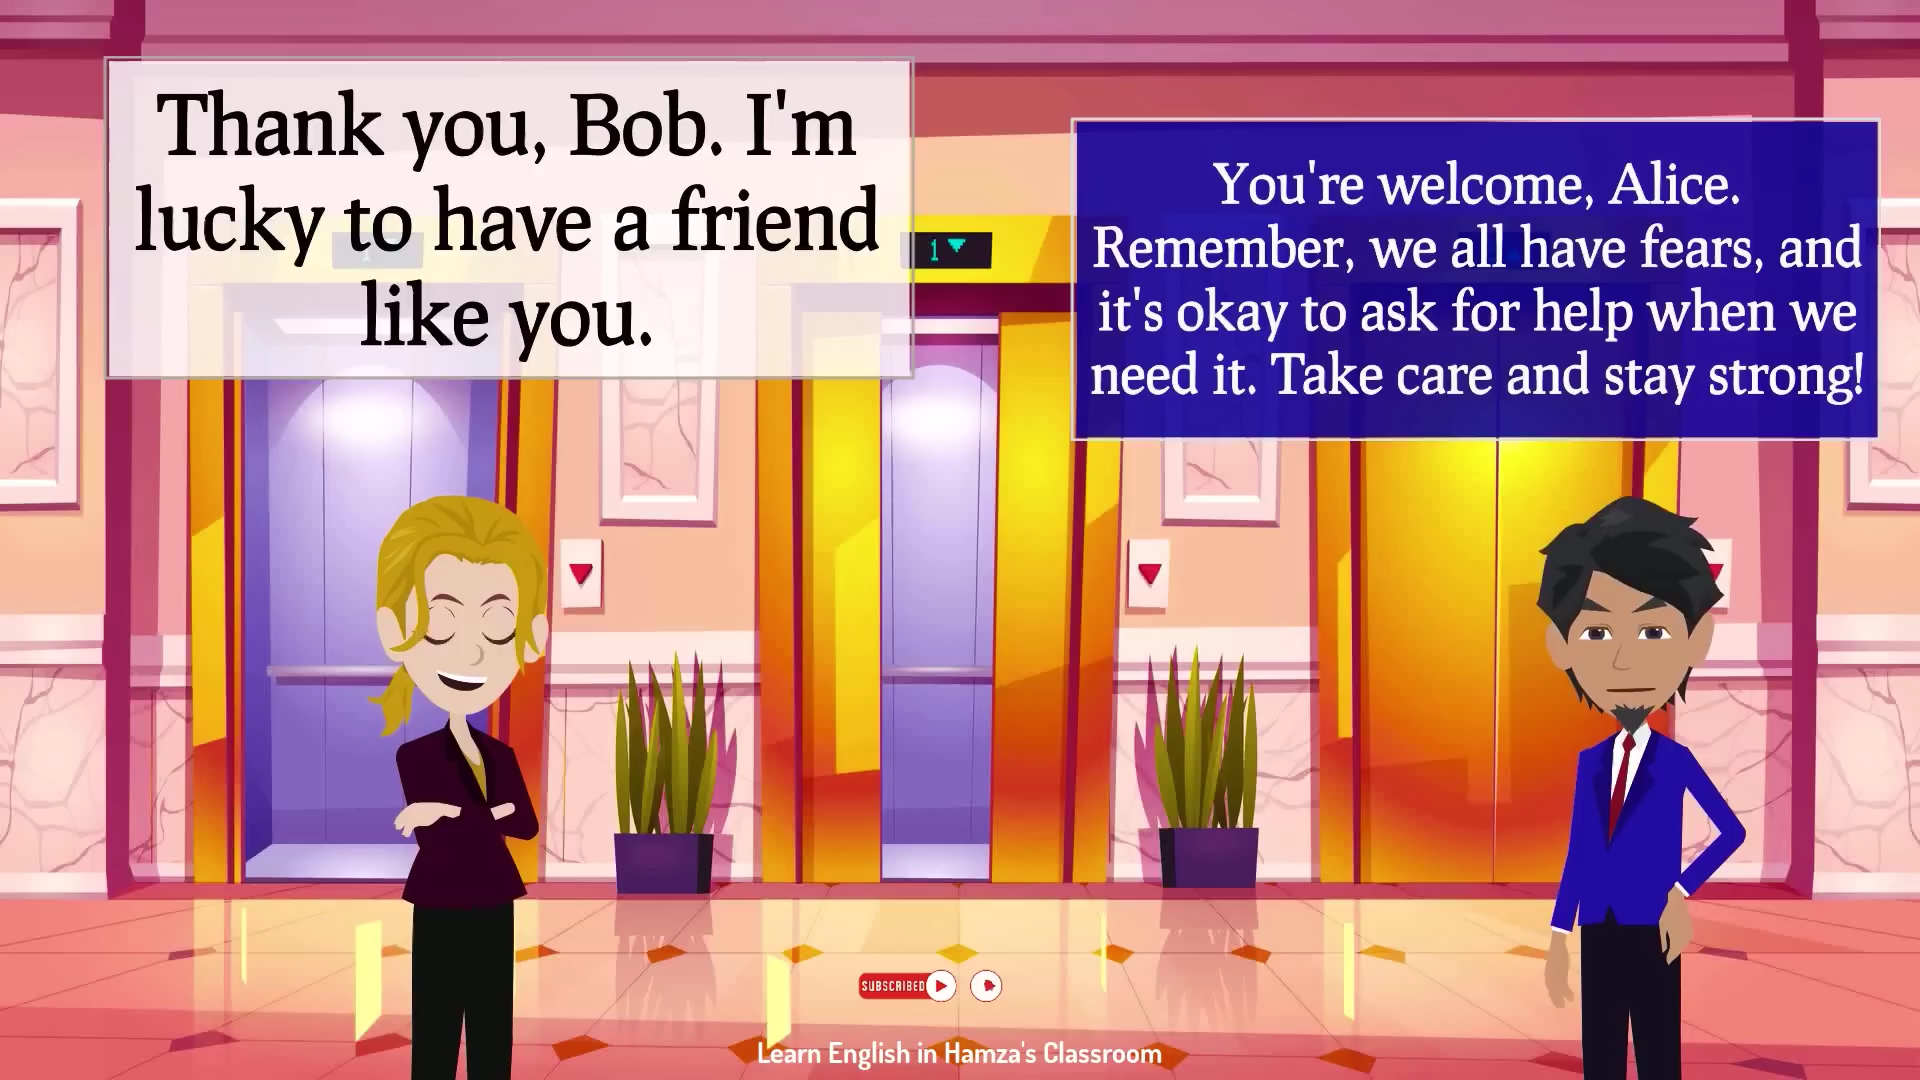 Thank you, Bob. I'm
lucky to have a friend
like you.
You're welcome, Alice.
Remember, we all have fears, and
it's okay to ask for help when we
need it. Take care and stay strong!
1
1
SUBSCRIBED
Learn English in Hamza's Classroom